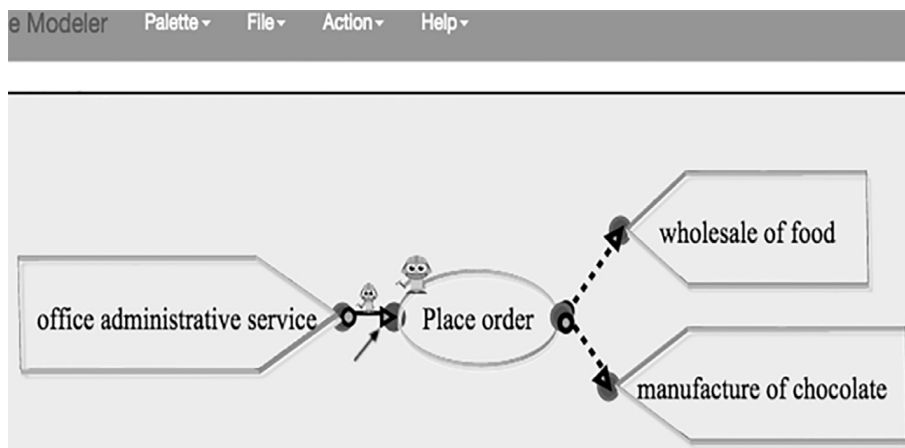 e Modeler Palette File Action Help
wholesale of food
office administrative service Place order
manufacture of chocolate